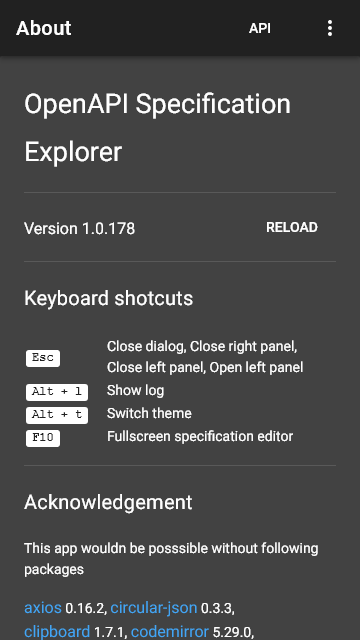 About API
OpenAPI Specification
Explorer
Version 1.0.178 RELOAD
Keyboard shotcuts
Esc Close dialog, Close right panel,
Close left panel, Open left panel
Alt + l Show log
Alt + t Switch theme
F10 Fullscreen specification editor
Acknowledgement
This app wouldn be posssible without following
packages
axios 0.16.2, circular-json 0.3.3,
clipboard 1.7.1, codemirror 5.29.0,